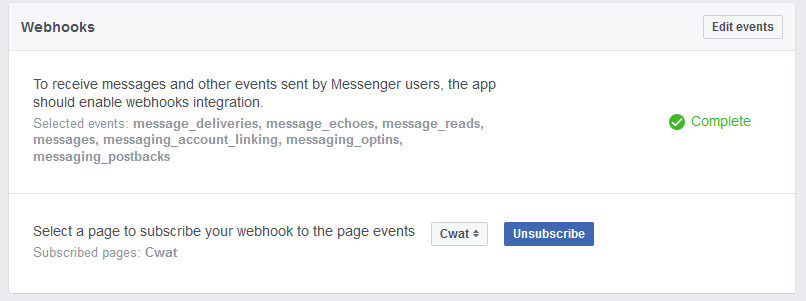 Webhooks
Edit events
To receive messages and other events sent by Messenger users, the app
should enable webhooks integration.
Selected events: message_deliveries, message_echoes, message_reads,
messages, messaging_account_linking, messaging_optins,
messaging_postbacks
Complete
Select a page to subscribe your webhook to the page events
Cwat
Unsubscribe
Subscribed pages: Cwat